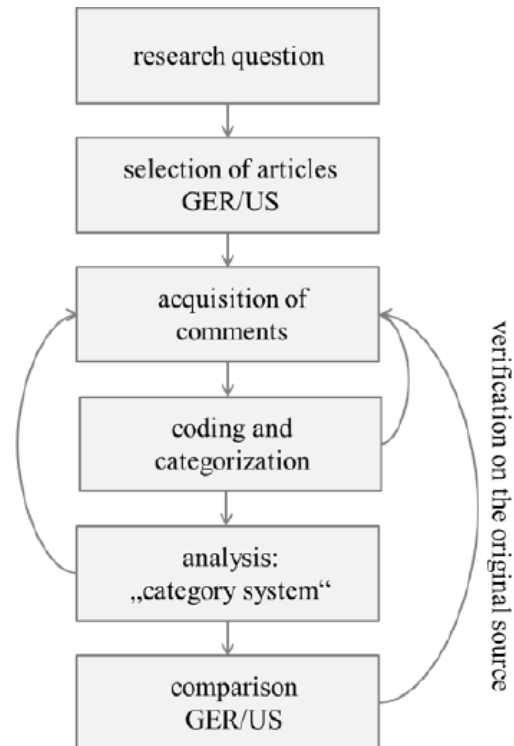 research question
selection of articles
GER/US
acquisition of
comments
coding and
categorization
analysis:
„category system“
comparison
GER/US
verification on the original source